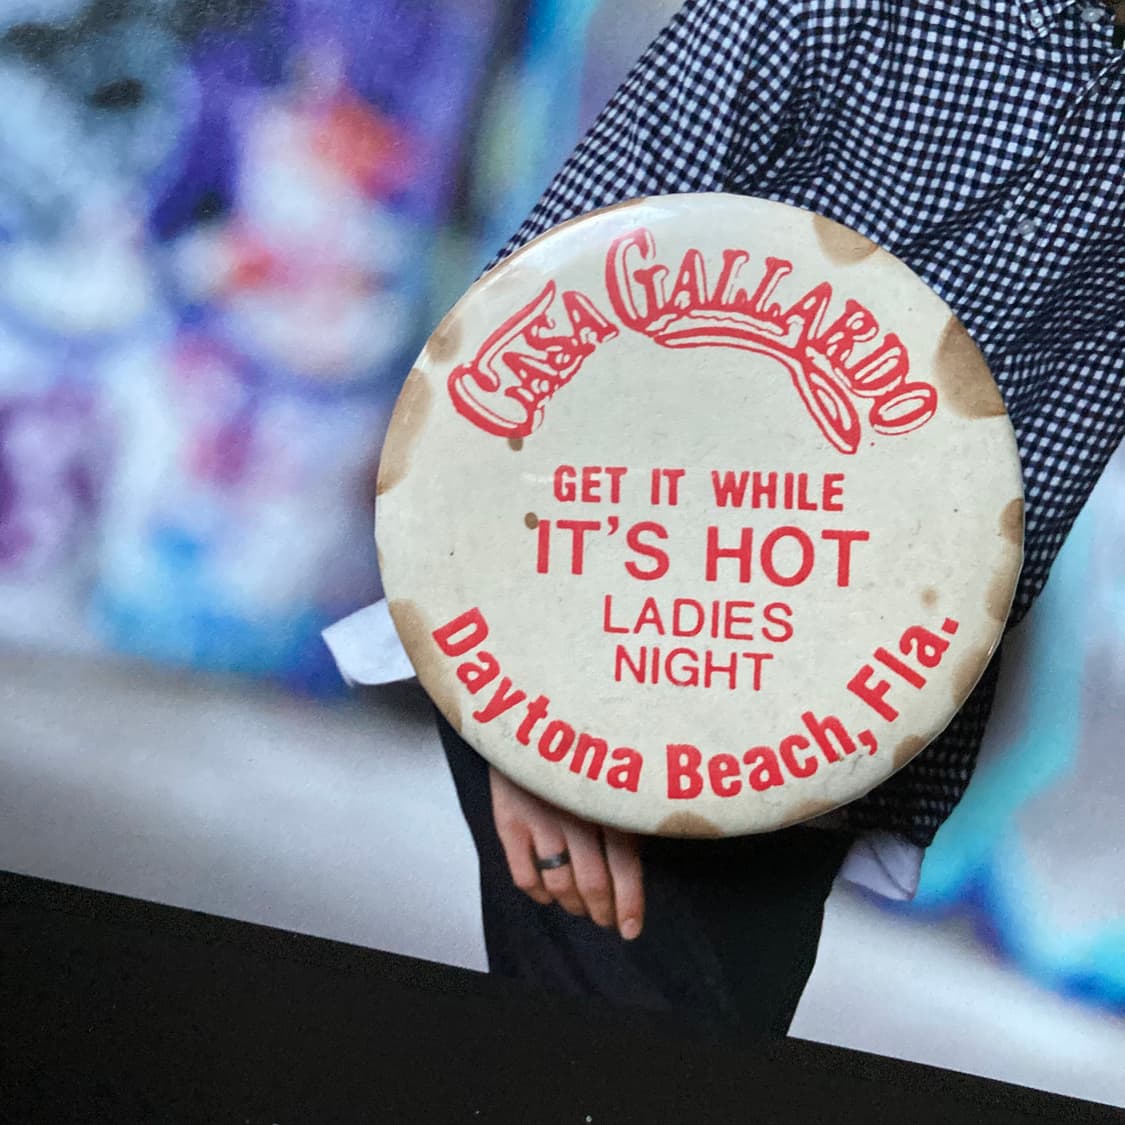 CASA GALLARDO
GET IT WHILE
IT'S HOT
LADIES
NIGHT
Daytona Beach, Fla.